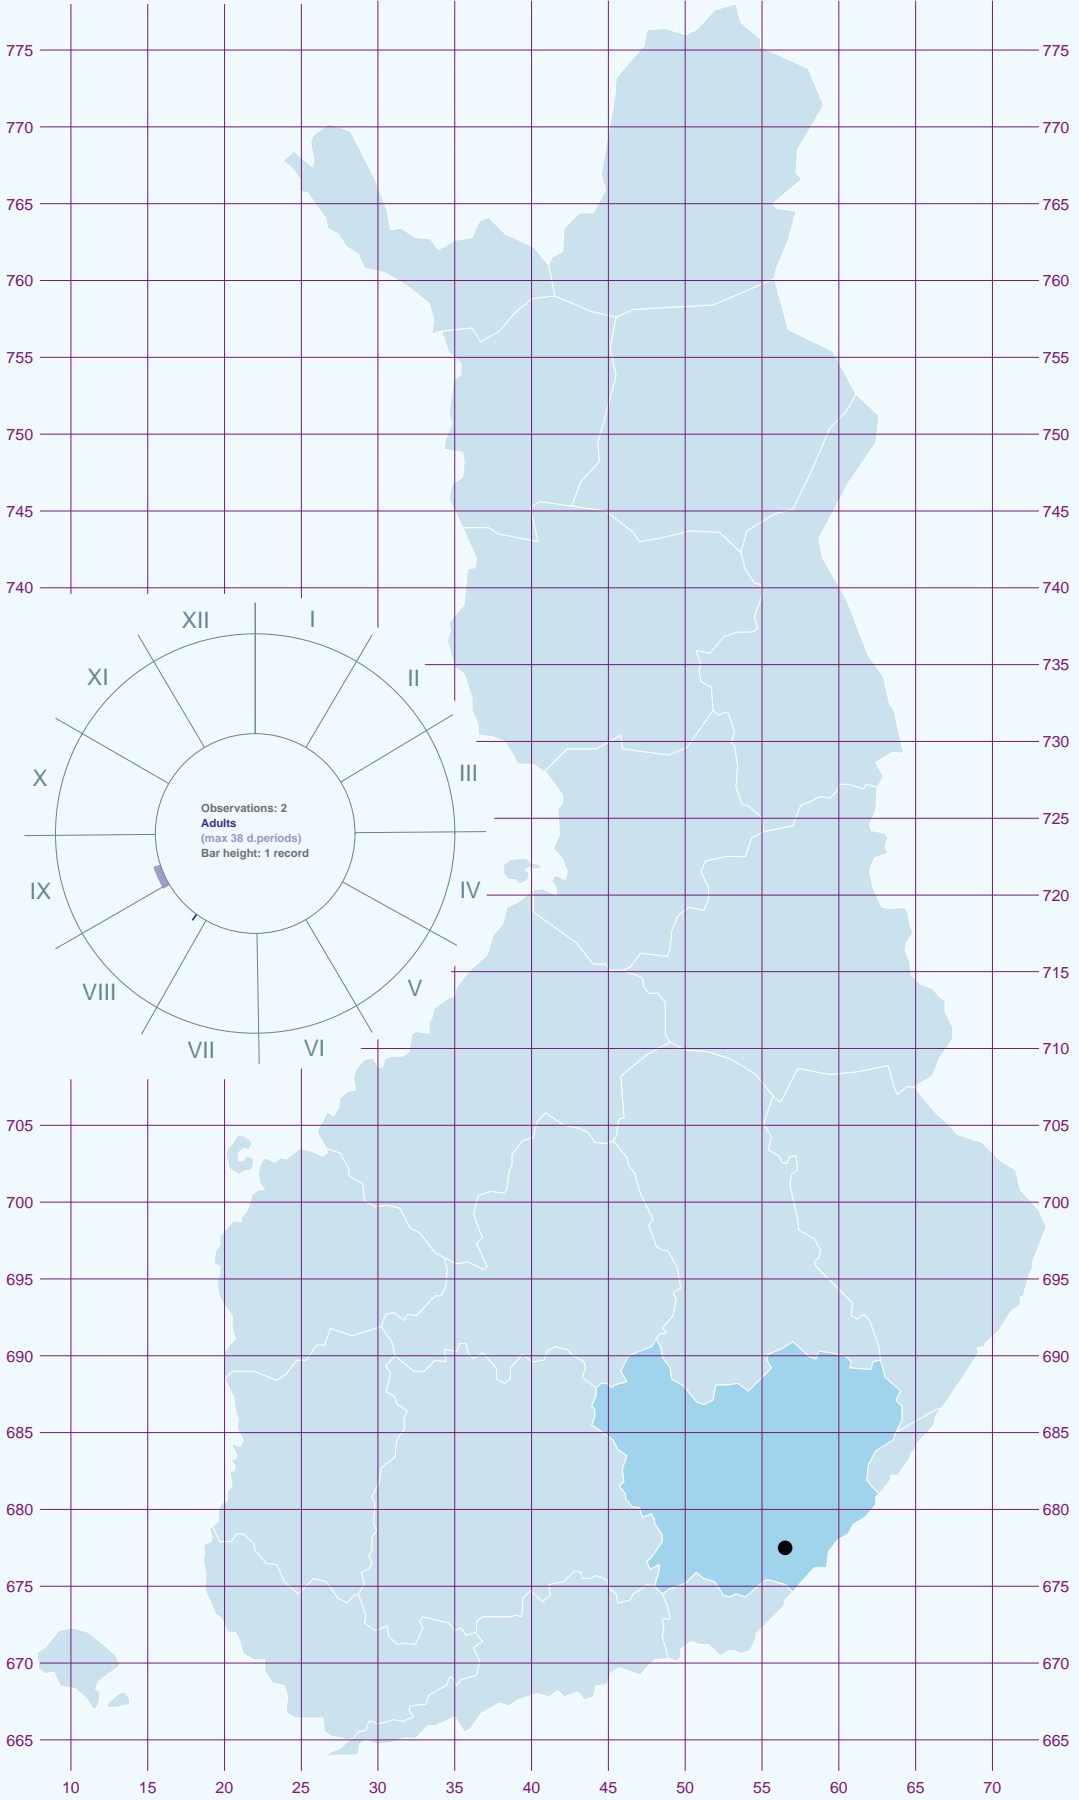 775 775
770 770
765 765
760 760
755 755
750 750
745 745
740 740
XII I
735
XI II
730
X III
Observations: 2
Adults
(max 38 d.periods)
Bar height: 1 record
725
IX IV
720
VIII V
715
VII VI
710
705 705
700 700
695 695
690 690
685 685
680 680
675 675
670 670
665 665
10 15 20 25 30 35 40 45 50 55 60 65 70